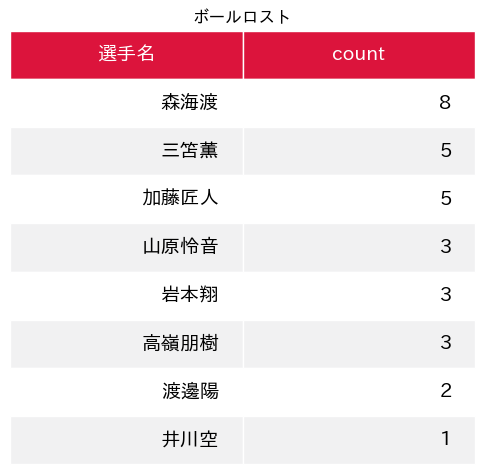 ボールロスト
選手名 count
森海渡 8
三笘薫 5
加藤匠人 5
山原怜音 3
岩本翔 3
高嶺朋樹 3
渡邊陽 2
井川空 1